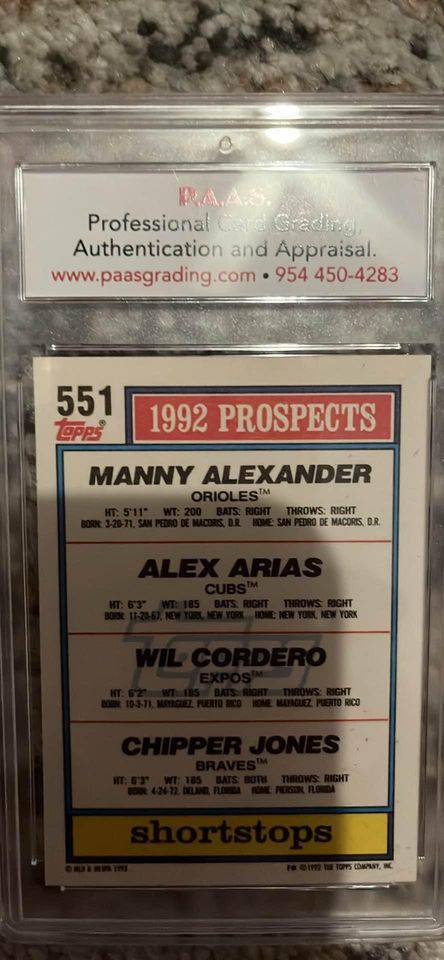 P.A.A.S.
Professional Card Grading,
Authentication and Appraisal.
www.paasgrading.com • 954 450-4283
551
Topps®
1992 PROSPECTS
MANNY ALEXANDER
ORIOLES™
HT: 5'11" WT: 200 BATS: RIGHT THROWS: RIGHT
BORN: 3-20-71, SAN PEDRO DE MACORIS, D.R. HOME: SAN PEDRO DE MACORIS, D.R.
ALEX ARIAS
CUBS™
HT: 6'3" WT: 185 BATS: RIGHT THROWS: RIGHT
BORN: 11-20-67, NEW YORK, NEW YORK HOME: NEW YORK, NEW YORK
WIL CORDERO
EXPOS™
HT: 6'2" WT: 185 BATS: RIGHT THROWS: RIGHT
BORN: 10-3-71, MAYAGUEZ, PUERTO RICO HOME: MAYAGUEZ, PUERTO RICO
CHIPPER JONES
BRAVES™
HT: 6'3" WT: 185 BATS: BOTH THROWS: RIGHT
BORN: 4-24-72, DELAND, FLORIDA HOME: PIERSON, FLORIDA
shortstops
© MLB & MLBPA 1992
© 1992 THE TOPPS COMPANY, INC.